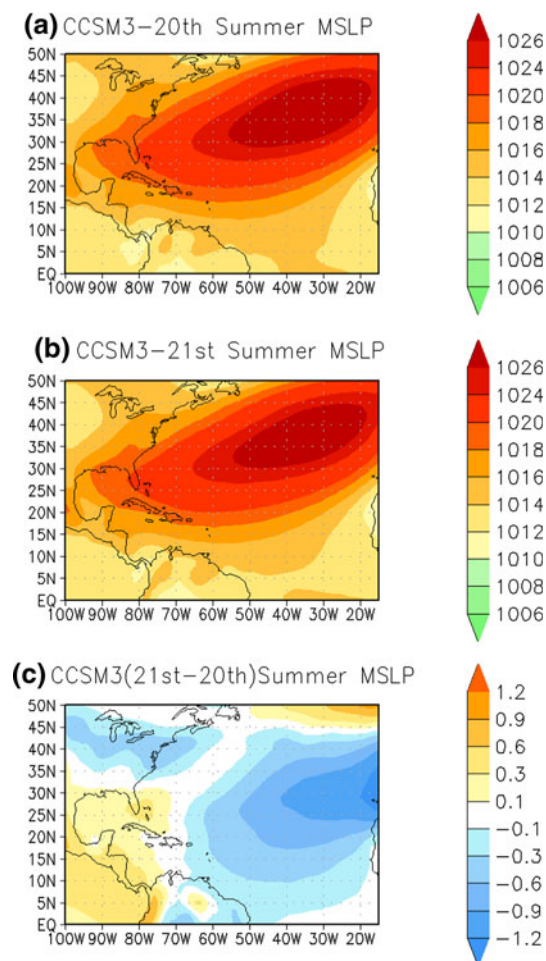 (a) CCSM3-20th Summer MSLP
50N
45N
40N
35N
30N
25N
20N
15N
10N
5N
EQ
100W 90W 80W 70W 60W 50W 40W 30W 20W
1026
1024
1020
1018
1016
1014
1012
1010
1008
1006
(b) CCSM3-21st Summer MSLP
50N
45N
40N
35N
30N
25N
20N
15N
10N
5N
EQ
100W 90W 80W 70W 60W 50W 40W 30W 20W
1026
1024
1020
1018
1016
1014
1012
1010
1008
1006
(c) CCSM3(21st-20th)Summer MSLP
50N
45N
40N
35N
30N
25N
20N
15N
10N
5N
EQ
100W 90W 80W 70W 60W 50W 40W 30W 20W
1.2
0.9
0.6
0.3
0.1
-0.1
-0.3
-0.6
-0.9
-1.2